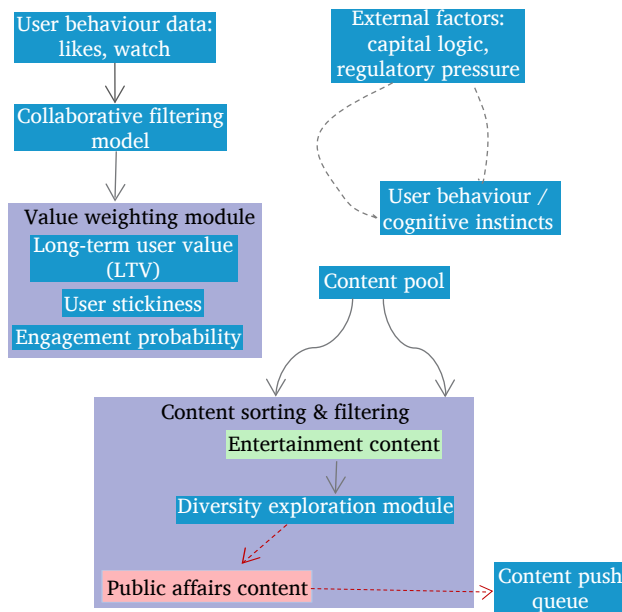 User behaviour data:
likes, watch
External factors:
capital logic,
regulatory pressure
Collaborative filtering
model
User behaviour /
cognitive instincts
Value weighting module
Long-term user value
(LTV)
User stickiness
Engagement probability
Content pool
Content sorting & filtering
Entertainment content
Diversity exploration module
Public affairs content
Content push
queue